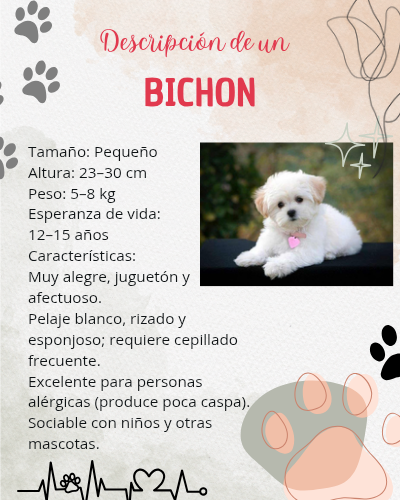 Descripción de un
BICHON
Tamaño: Pequeño
Altura: 23–30 cm
Peso: 5–8 kg
Esperanza de vida:
12–15 años
Características:
Muy alegre, juguetón y
afectuoso.
Pelaje blanco, rizado y
esponjoso; requiere cepillado
frecuente.
Excelente para personas
alérgicas (produce poca caspa).
Sociable con niños y otras
mascotas.